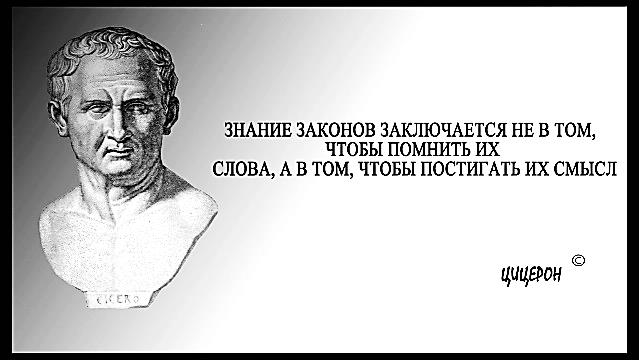 ЗНАНИЕ ЗАКОНОВ ЗАКЛЮЧАЕТСЯ НЕ В ТОМ,
ЧТОБЫ ПОМНИТЬ ИХ
СЛОВА, А В ТОМ, ЧТОБЫ ПОСТИГАТЬ ИХ СМЫСЛ
ЦИЦЕРОН ©
CICERO